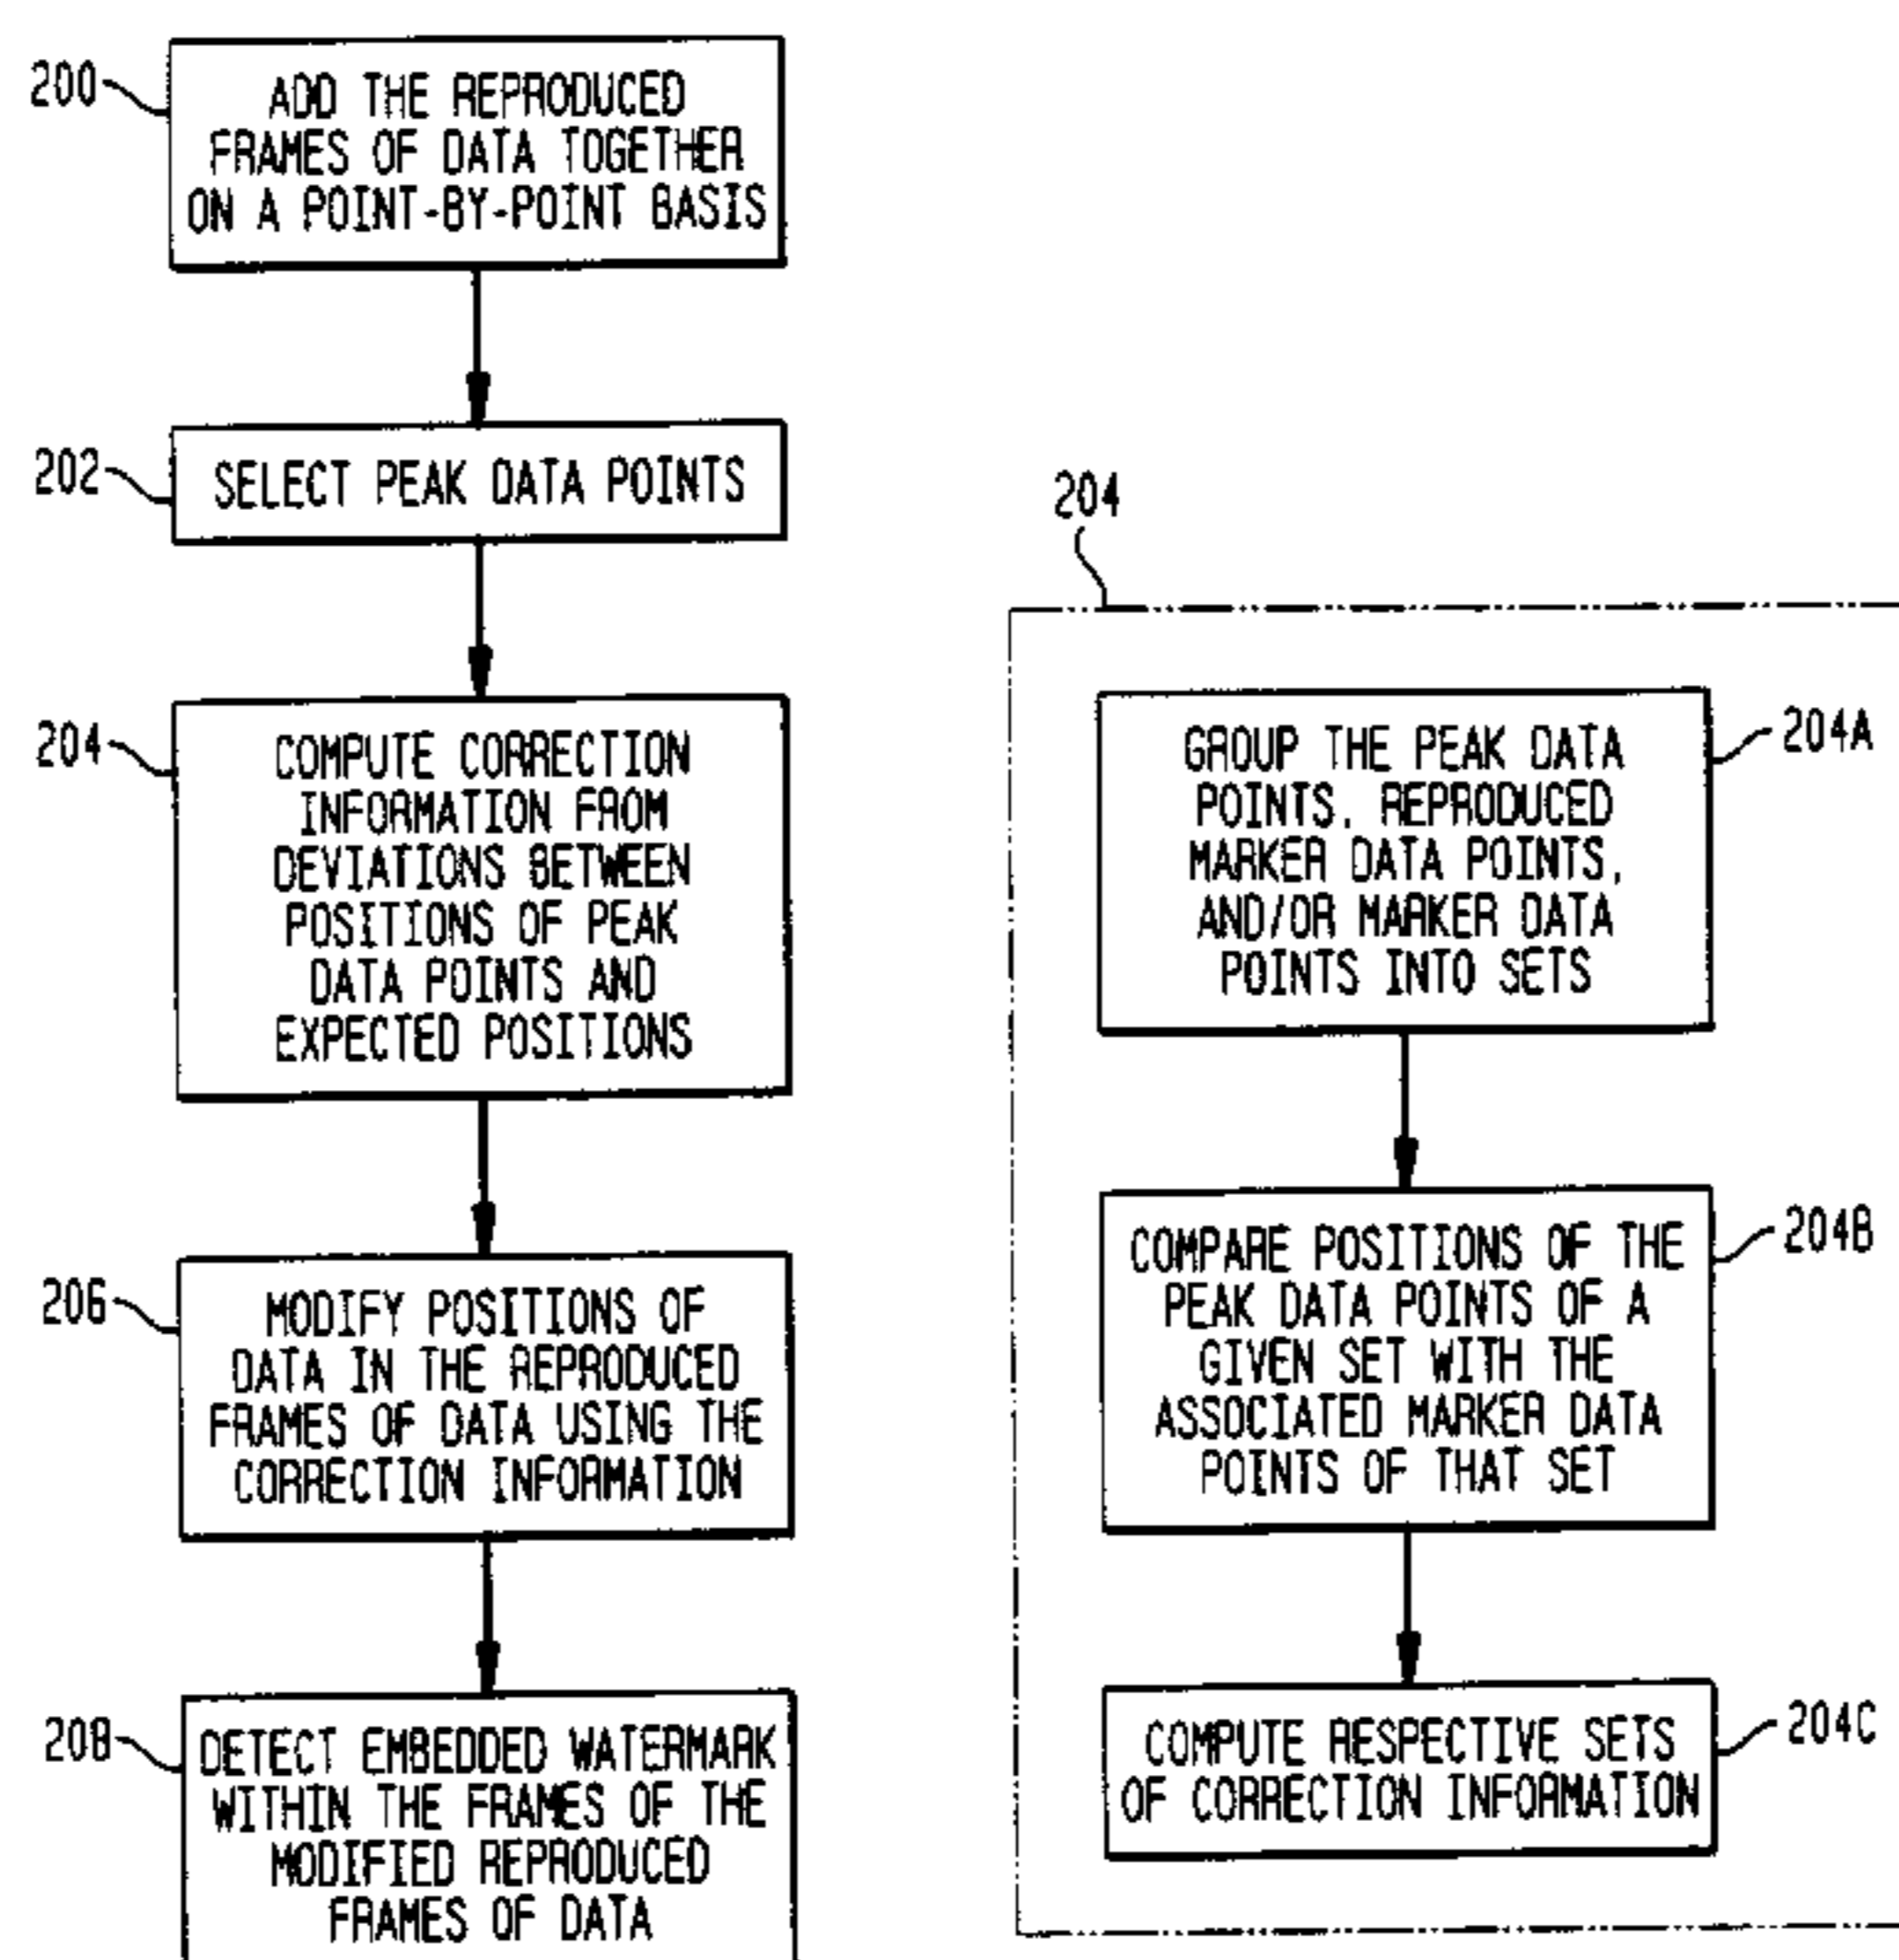 200
ADD THE REPRODUCED
FRAMES OF DATA TOGETHER
ON A POINT-BY-POINT BASIS
202
SELECT PEAK DATA POINTS
204
COMPUTE CORRECTION
INFORMATION FROM
DEVIATIONS BETWEEN
POSITIONS OF PEAK
DATA POINTS AND
EXPECTED POSITIONS
206
MODIFY POSITIONS OF
DATA IN THE REPRODUCED
FRAMES OF DATA USING THE
CORRECTION INFORMATION
208
DETECT EMBEDDED WATERMARK
WITHIN THE FRAMES OF THE
MODIFIED REPRODUCED
FRAMES OF DATA
204
204A
GROUP THE PEAK DATA
POINTS, REPRODUCED
MARKER DATA POINTS,
AND/OR MARKER DATA
POINTS INTO SETS
204B
COMPARE POSITIONS OF THE
PEAK DATA POINTS OF A
GIVEN SET WITH THE
ASSOCIATED MARKER DATA
POINTS OF THAT SET
204C
COMPUTE RESPECTIVE SETS
OF CORRECTION INFORMATION